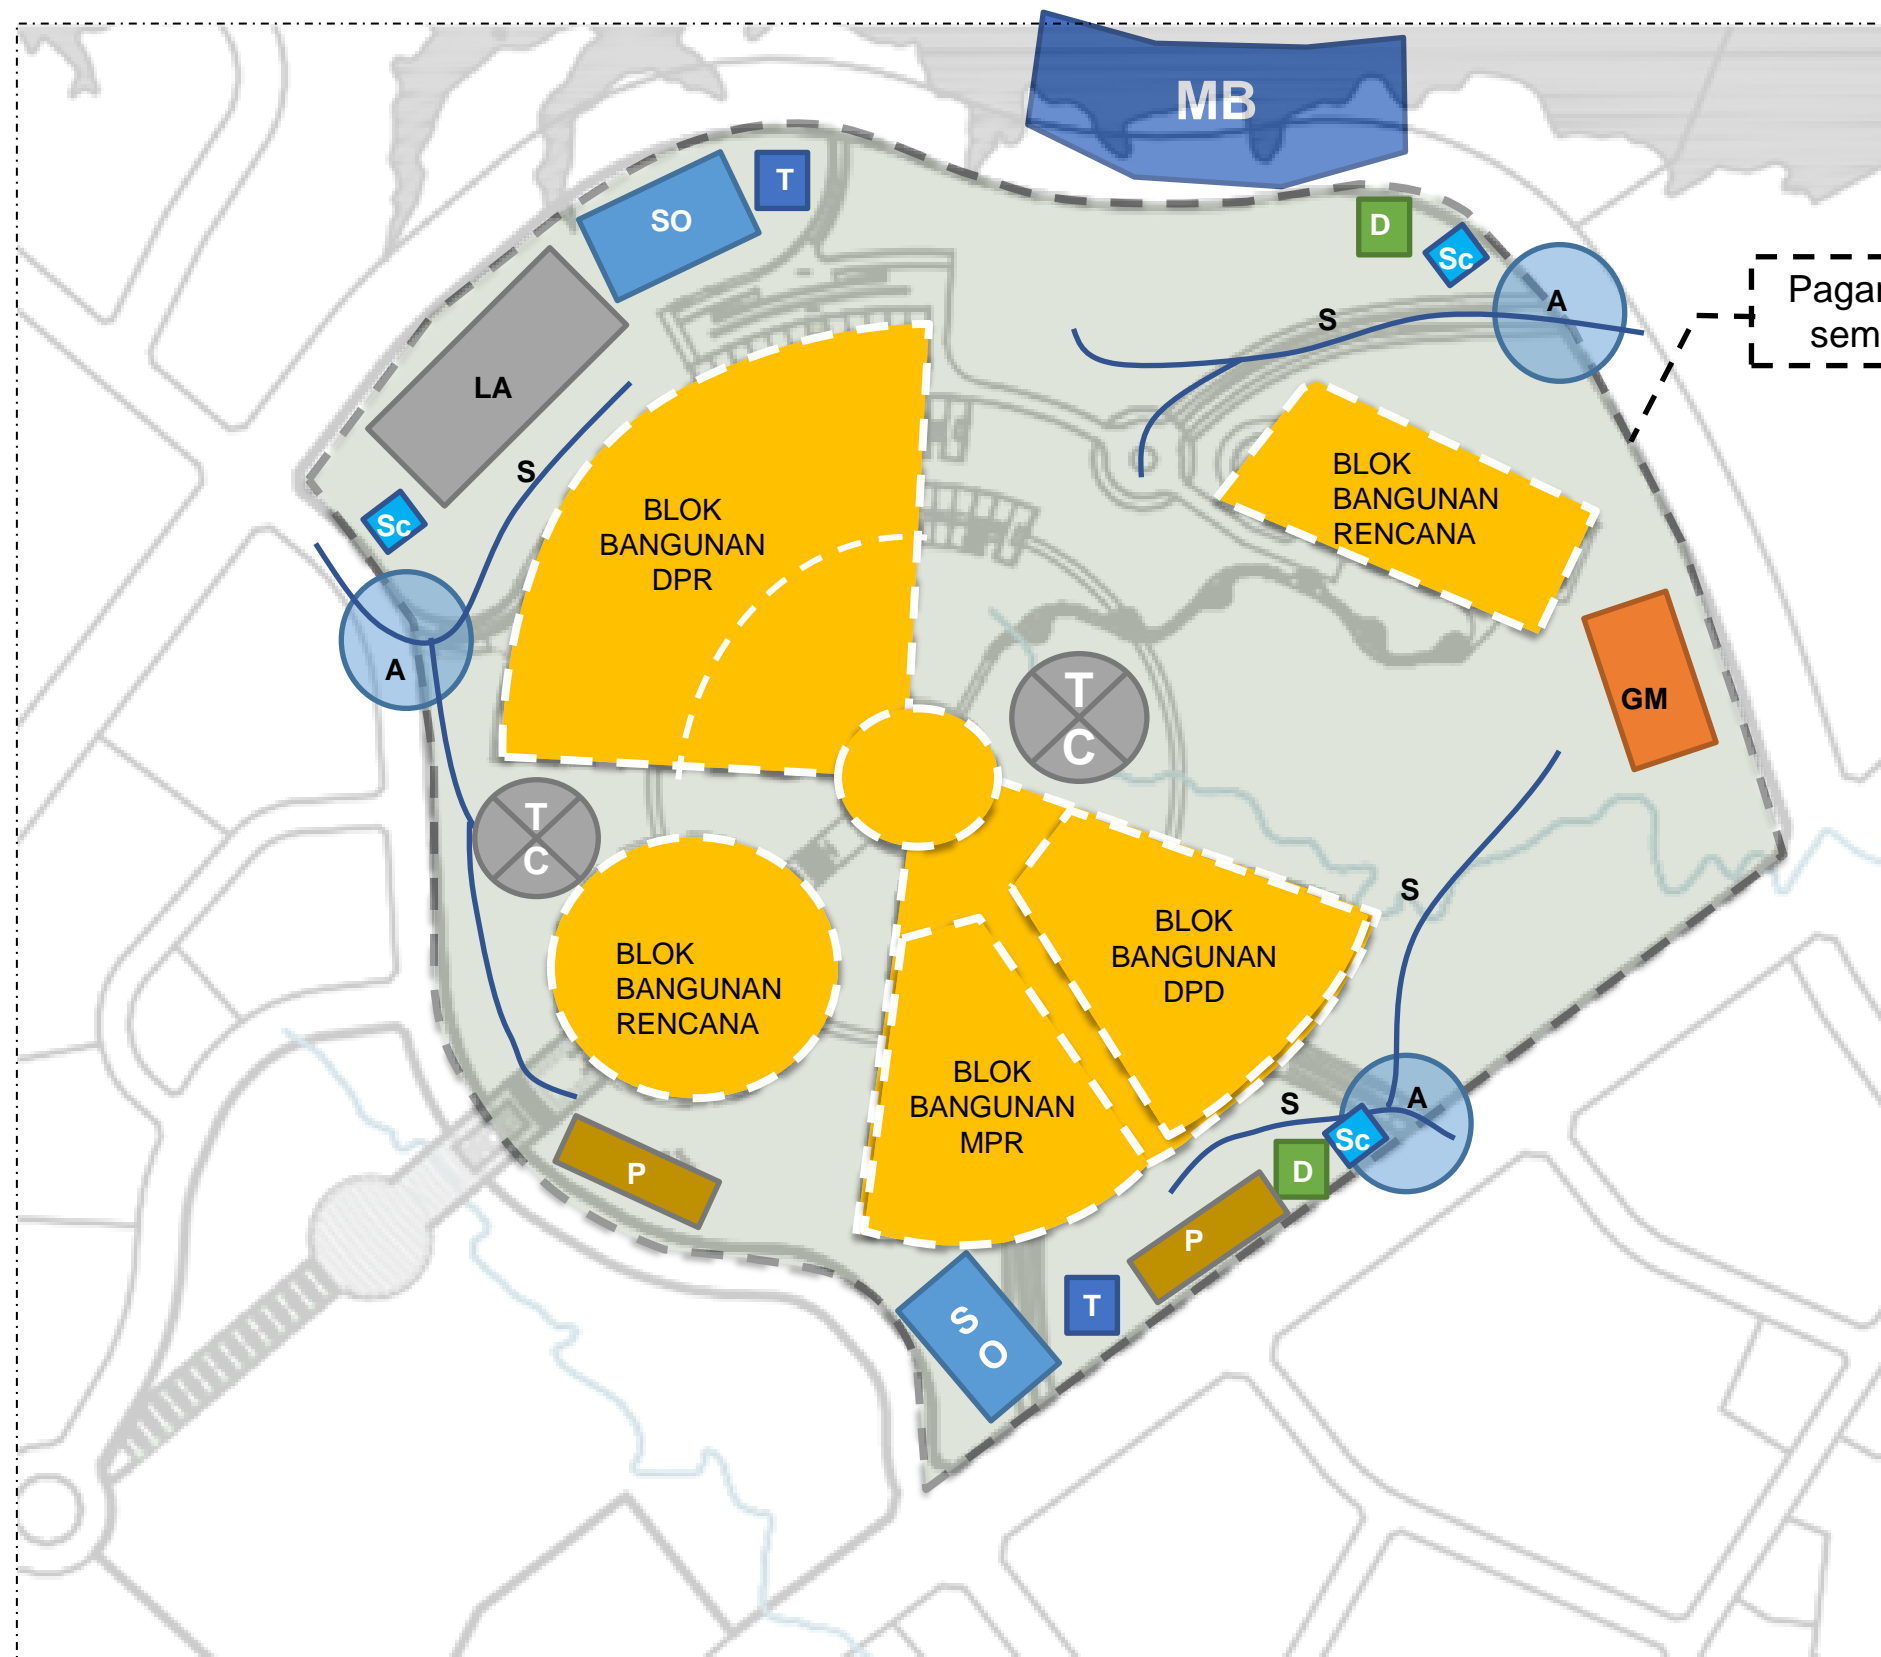 MB
T
SO
D
Sc
A
S
LA
S
Sc
BLOK
BANGUNAN
DPR
BLOK
BANGUNAN
RENCANA
A
T
C
GM
T
C
S
BLOK
BANGUNAN
DPD
BLOK
BANGUNAN
RENCANA
BLOK
BANGUNAN
MPR
S
A
Sc
D
P
P
T
S
O